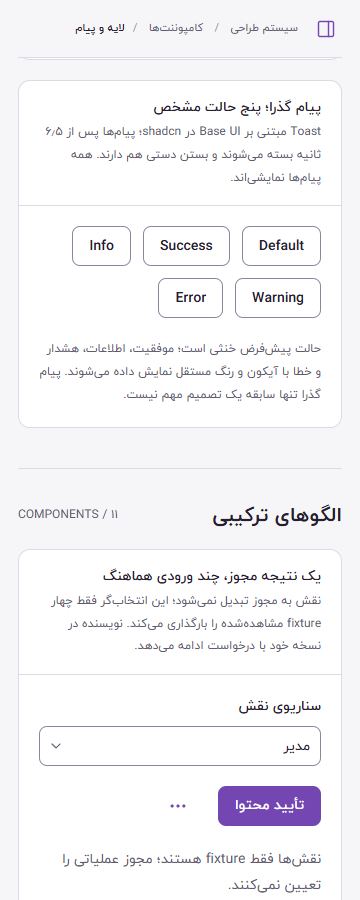 سیستم طراحی / کامپوننت‌ها / لایه و پیام
پیام گذرا؛ پنج حالت مشخص
Toast مبتنی بر Base UI در shadcn؛ پیام‌ها پس از ۶٫۵
ثانیه بسته می‌شوند و بستن دستی هم دارند. همه
پیام‌ها نمایشی‌اند.
Default
Success
Info
Warning
Error
حالت پیش‌فرض خنثی است؛ موفقیت، اطلاعات، هشدار
و خطا با آیکون و رنگ مستقل نمایش داده می‌شوند. پیام
گذرا تنها سابقه یک تصمیم مهم نیست.
الگوهای ترکیبی
COMPONENTS / ۱۱
یک نتیجه مجوز، چند ورودی هماهنگ
نقش به مجوز تبدیل نمی‌شود؛ این انتخاب‌گر فقط چهار
fixture مشاهده‌شده را بارگذاری می‌کند. نویسنده در
نسخه خود با درخواست ادامه می‌دهد.
سناریوی نقش
مدیر
تأیید محتوا
نقش‌ها فقط fixture هستند؛ مجوز عملیاتی را
تعیین نمی‌کنند.